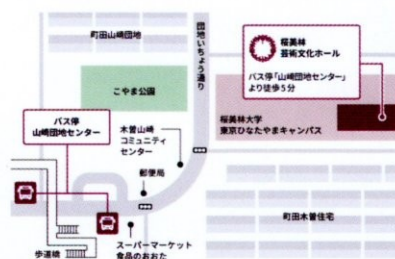 町田山崎団地
団地いちょう通り
桜美林
芸術文化ホール
バス停「山崎団地センター」
より徒歩5分
こやま公園
バス停
山崎団地センター
木曽山崎
コミュニティ
センター
桜美林大学
東京ひなたやまキャンパス
郵便局
町田木曽住宅
スーパーマーケット
食品のおおた
歩道橋